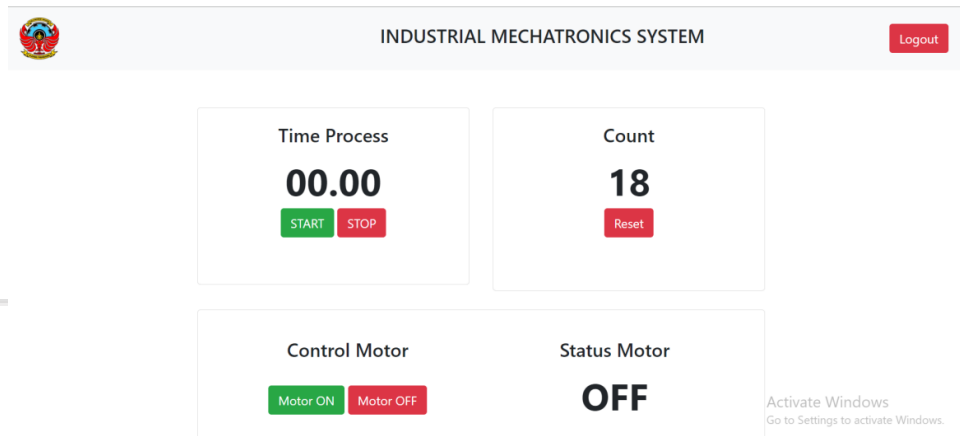 INDUSTRIAL MECHATRONICS SYSTEM
Logout
Time Process
00.00
START STOP
Count
18
Reset
Control Motor
Motor ON Motor OFF
Status Motor
OFF
Activate Windows
Go to Settings to activate Windows.